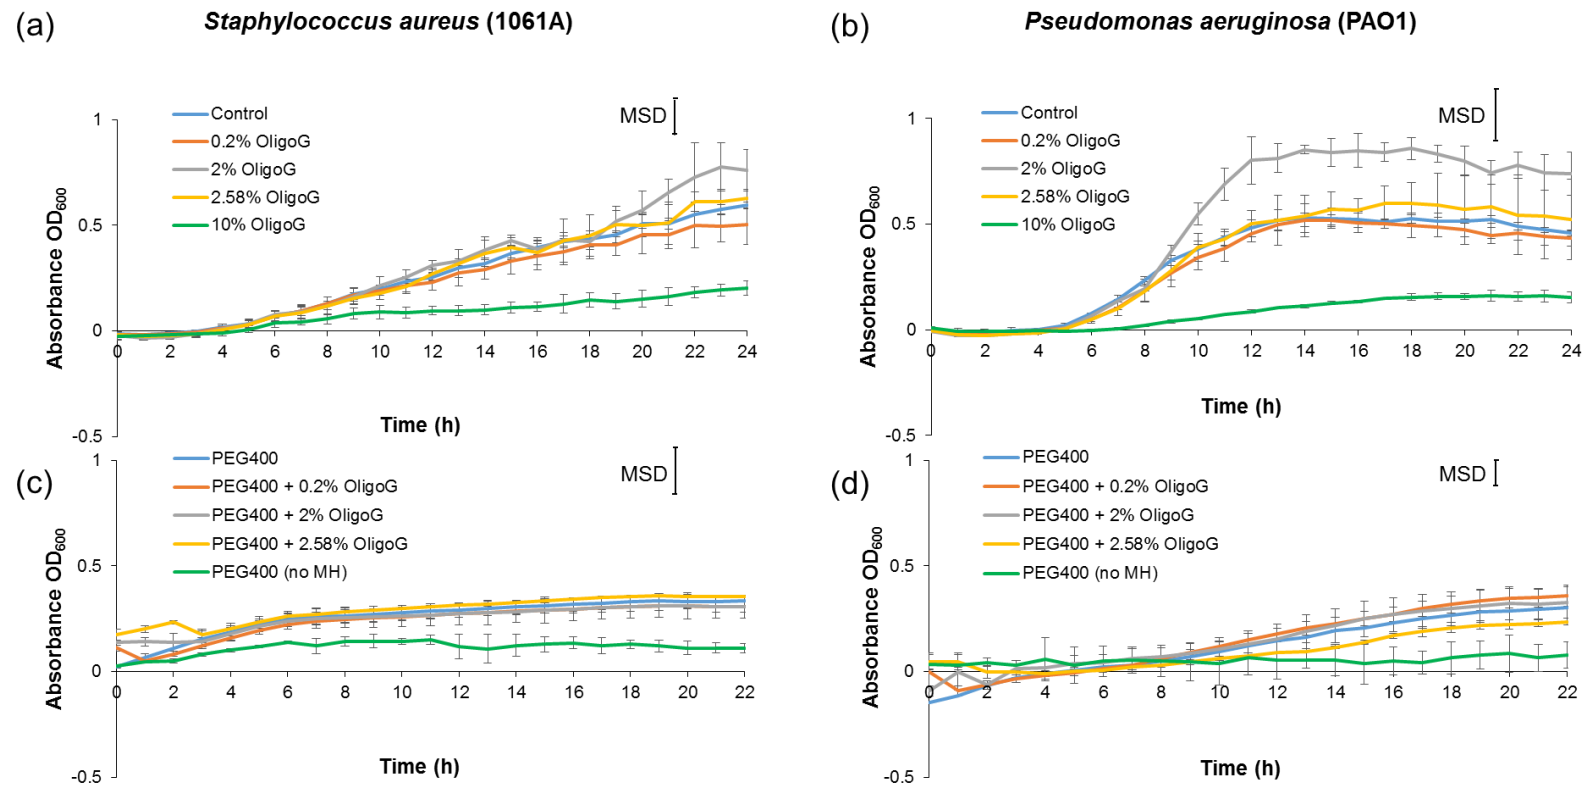 (a)
Staphylococcus aureus (1061A)
Control
0.2% OligoG
2% OligoG
2.58% OligoG
10% OligoG
MSD
Absorbance OD600
1
0.5
0
-0.5
0 2 4 6 8 10 12 14 16 18 20 22 24
Time (h)
(b)
Pseudomonas aeruginosa (PAO1)
Control
0.2% OligoG
2% OligoG
2.58% OligoG
10% OligoG
MSD
Absorbance OD600
1
0.5
0
-0.5
0 2 4 6 8 10 12 14 16 18 20 22 24
Time (h)
(c)
PEG400
PEG400 + 0.2% OligoG
PEG400 + 2% OligoG
PEG400 + 2.58% OligoG
PEG400 (no MH)
MSD
Absorbance OD600
1
0.5
0
-0.5
0 2 4 6 8 10 12 14 16 18 20 22
Time (h)
(d)
PEG400
PEG400 + 0.2% OligoG
PEG400 + 2% OligoG
PEG400 + 2.58% OligoG
PEG400 (no MH)
MSD
Absorbance OD600
1
0.5
0
-0.5
0 2 4 6 8 10 12 14 16 18 20 22
Time (h)